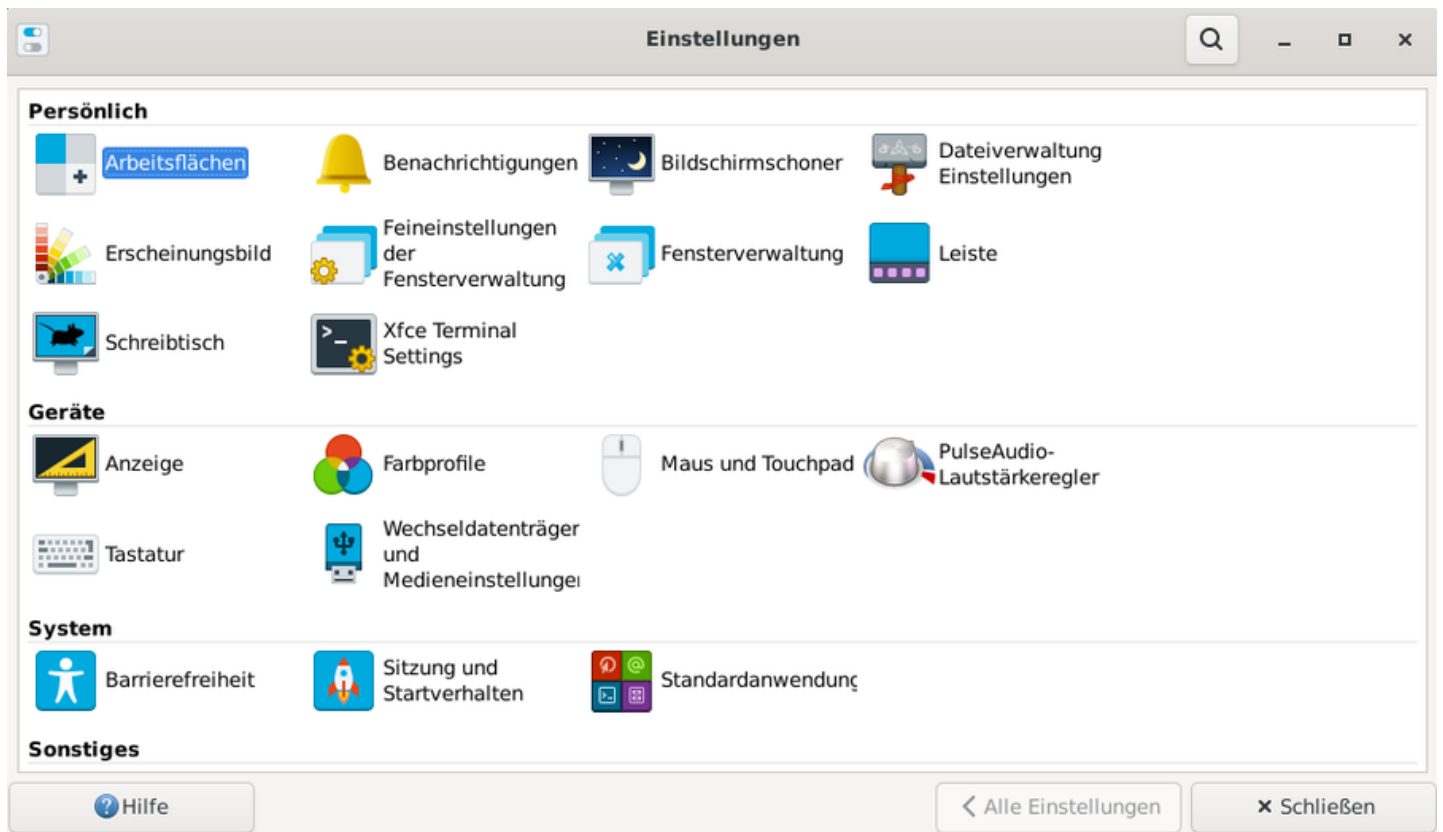 Einstellungen
Persönlich
Arbeitsflächen
Benachrichtigungen
Bildschirmschoner
Dateiverwaltung
Einstellungen
Erscheinungsbild
Feineinstellungen
der
Fensterverwaltung
Fensterverwaltung
Leiste
Schreibtisch
Xfce Terminal
Settings
Geräte
Anzeige
Farbprofile
Maus und Touchpad
PulseAudio-
Lautstärkeregler
Tastatur
Wechseldatenträger
und
Medieneinstellunge
System
Barrierefreiheit
Sitzung und
Startverhalten
Standardanwendung
Sonstiges
Hilfe
Alle Einstellungen
Schließen